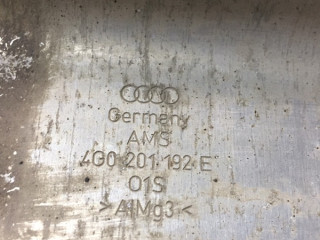 Germany
AMS
4G0 201 192 E
01S
>AlMg3<